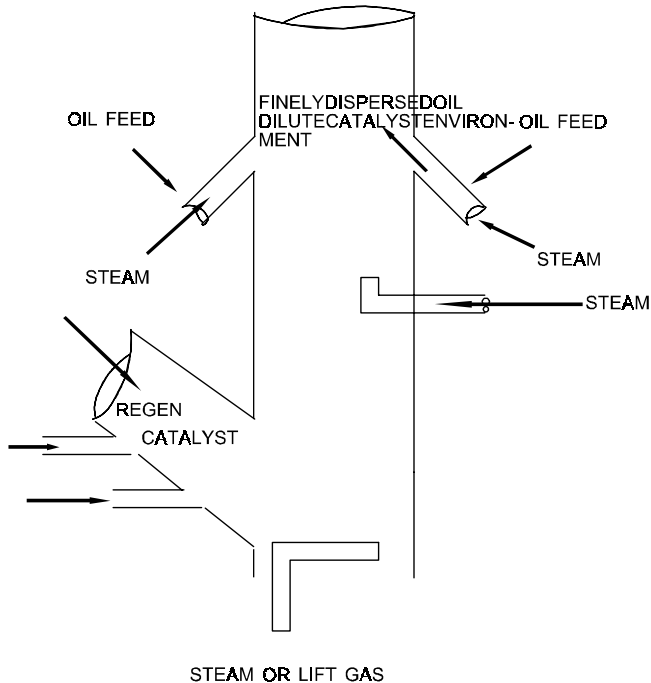 FINELYDISPERSEDOIL
DILUTECATALYSTENVIRON-
MENT
OIL FEED
OIL FEED
STEAM
STEAM
STEAM
REGEN
CATALYST
STEAM OR LIFT GAS